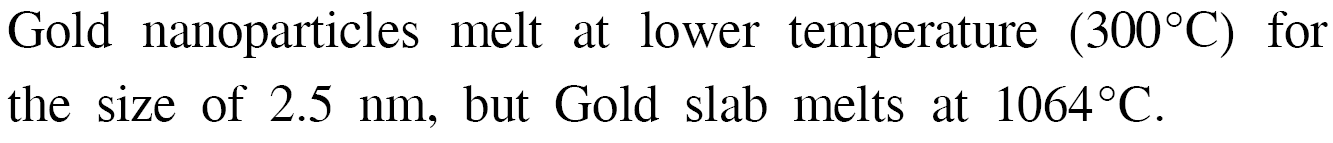 Gold nanoparticles melt at lower temperature (300°C) for
the size of 2.5 nm, but Gold slab melts at 1064°C.